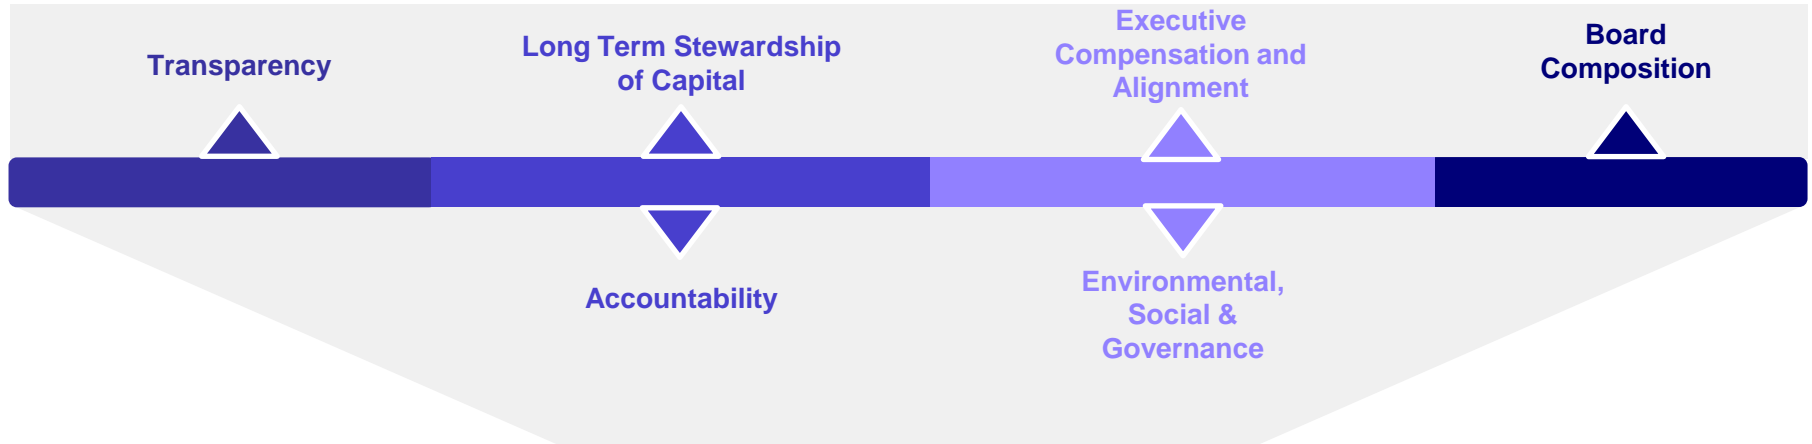 Transparency
Long Term Stewardship
of Capital
Executive
Compensation and
Alignment
Board
Composition
Accountability
Environmental,
Social &
Governance